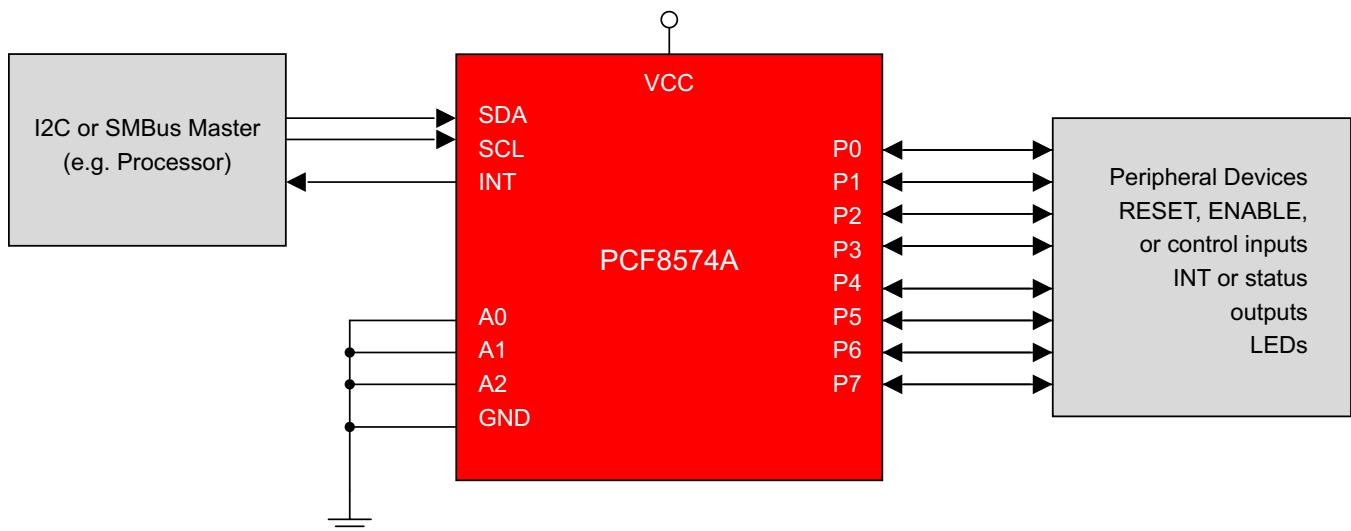 I2C or SMBus Master
(e.g. Processor)
VCC
SDA
SCL
INT
A0
A1
A2
GND
PCF8574A
P0
P1
P2
P3
P4
P5
P6
P7
Peripheral Devices
RESET, ENABLE,
or control inputs
INT or status
outputs
LEDs